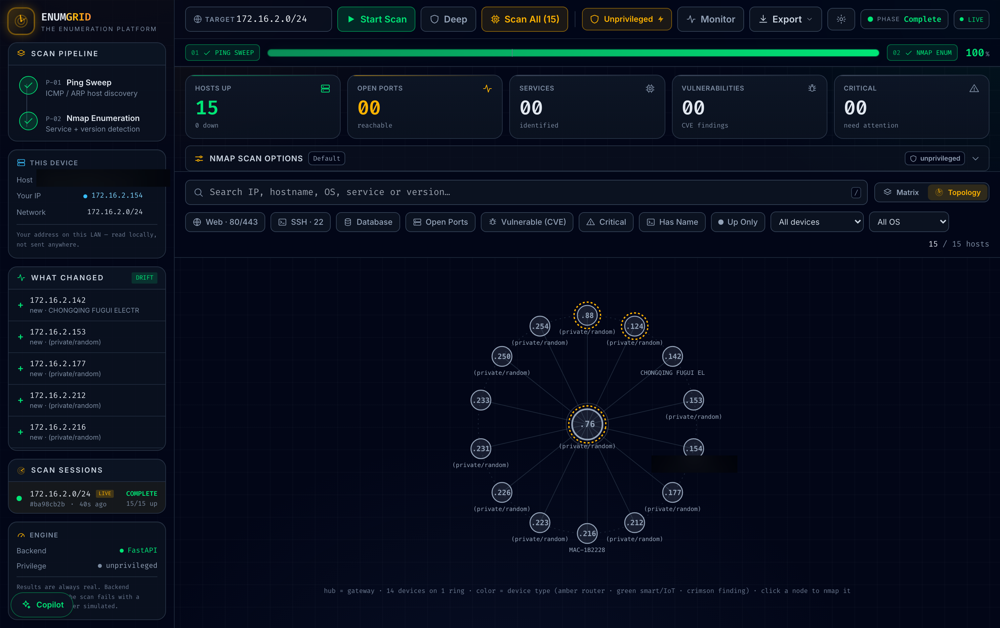 ENUMGRID
THE ENUMERATION PLATFORM
TARGET 172.16.2.0/24
Start Scan
Deep
Scan All (15)
Unprivileged
Monitor
Export
PHASE Complete
LIVE
01 PING SWEEP
02 NMAP ENUM
100%
SCAN PIPELINE
P-01 Ping Sweep
ICMP / ARP host discovery
P-02 Nmap Enumeration
Service + version detection
THIS DEVICE
Host
Your IP 172.16.2.154
Network 172.16.2.0/24
Your address on this LAN — read locally,
not sent anywhere.
WHAT CHANGED DRIFT
+ 172.16.2.142
new · CHONGQING FUGUI ELECTR
+ 172.16.2.153
new · (private/random)
+ 172.16.2.177
new · (private/random)
+ 172.16.2.212
new · (private/random)
+ 172.16.2.216
new · (private/random)
SCAN SESSIONS
172.16.2.0/24 LIVE COMPLETE
#ba98cb2b · 40s ago 15/15 up
ENGINE
Backend FastAPI
Privilege unprivileged
Results are always real. Backend
he scan fails with a
er simulated.
Copilot
HOSTS UP
15
0 down
OPEN PORTS
00
reachable
SERVICES
00
identified
VULNERABILITIES
00
CVE findings
CRITICAL
00
need attention
NMAP SCAN OPTIONS Default
unprivileged
Search IP, hostname, OS, service or version…
/
Matrix
Topology
Web · 80/443
SSH · 22
Database
Open Ports
Vulnerable (CVE)
Critical
Has Name
Up Only
All devices
All OS
15 / 15 hosts
.88
(private/random)
.254
(private/random)
.124
(private/random)
.250
(private/random)
.142
CHONGQING FUGUI EL
.233
.153
(private/random)
.76
(private/random)
.231
(private/random)
.154
.226
(private/random)
.177
(private/random)
.223
(private/random)
.212
(private/random)
.216
MAC-1B2228
hub = gateway · 14 devices on 1 ring · color = device type (amber router · green smart/IoT · crimson finding) · click a node to nmap it